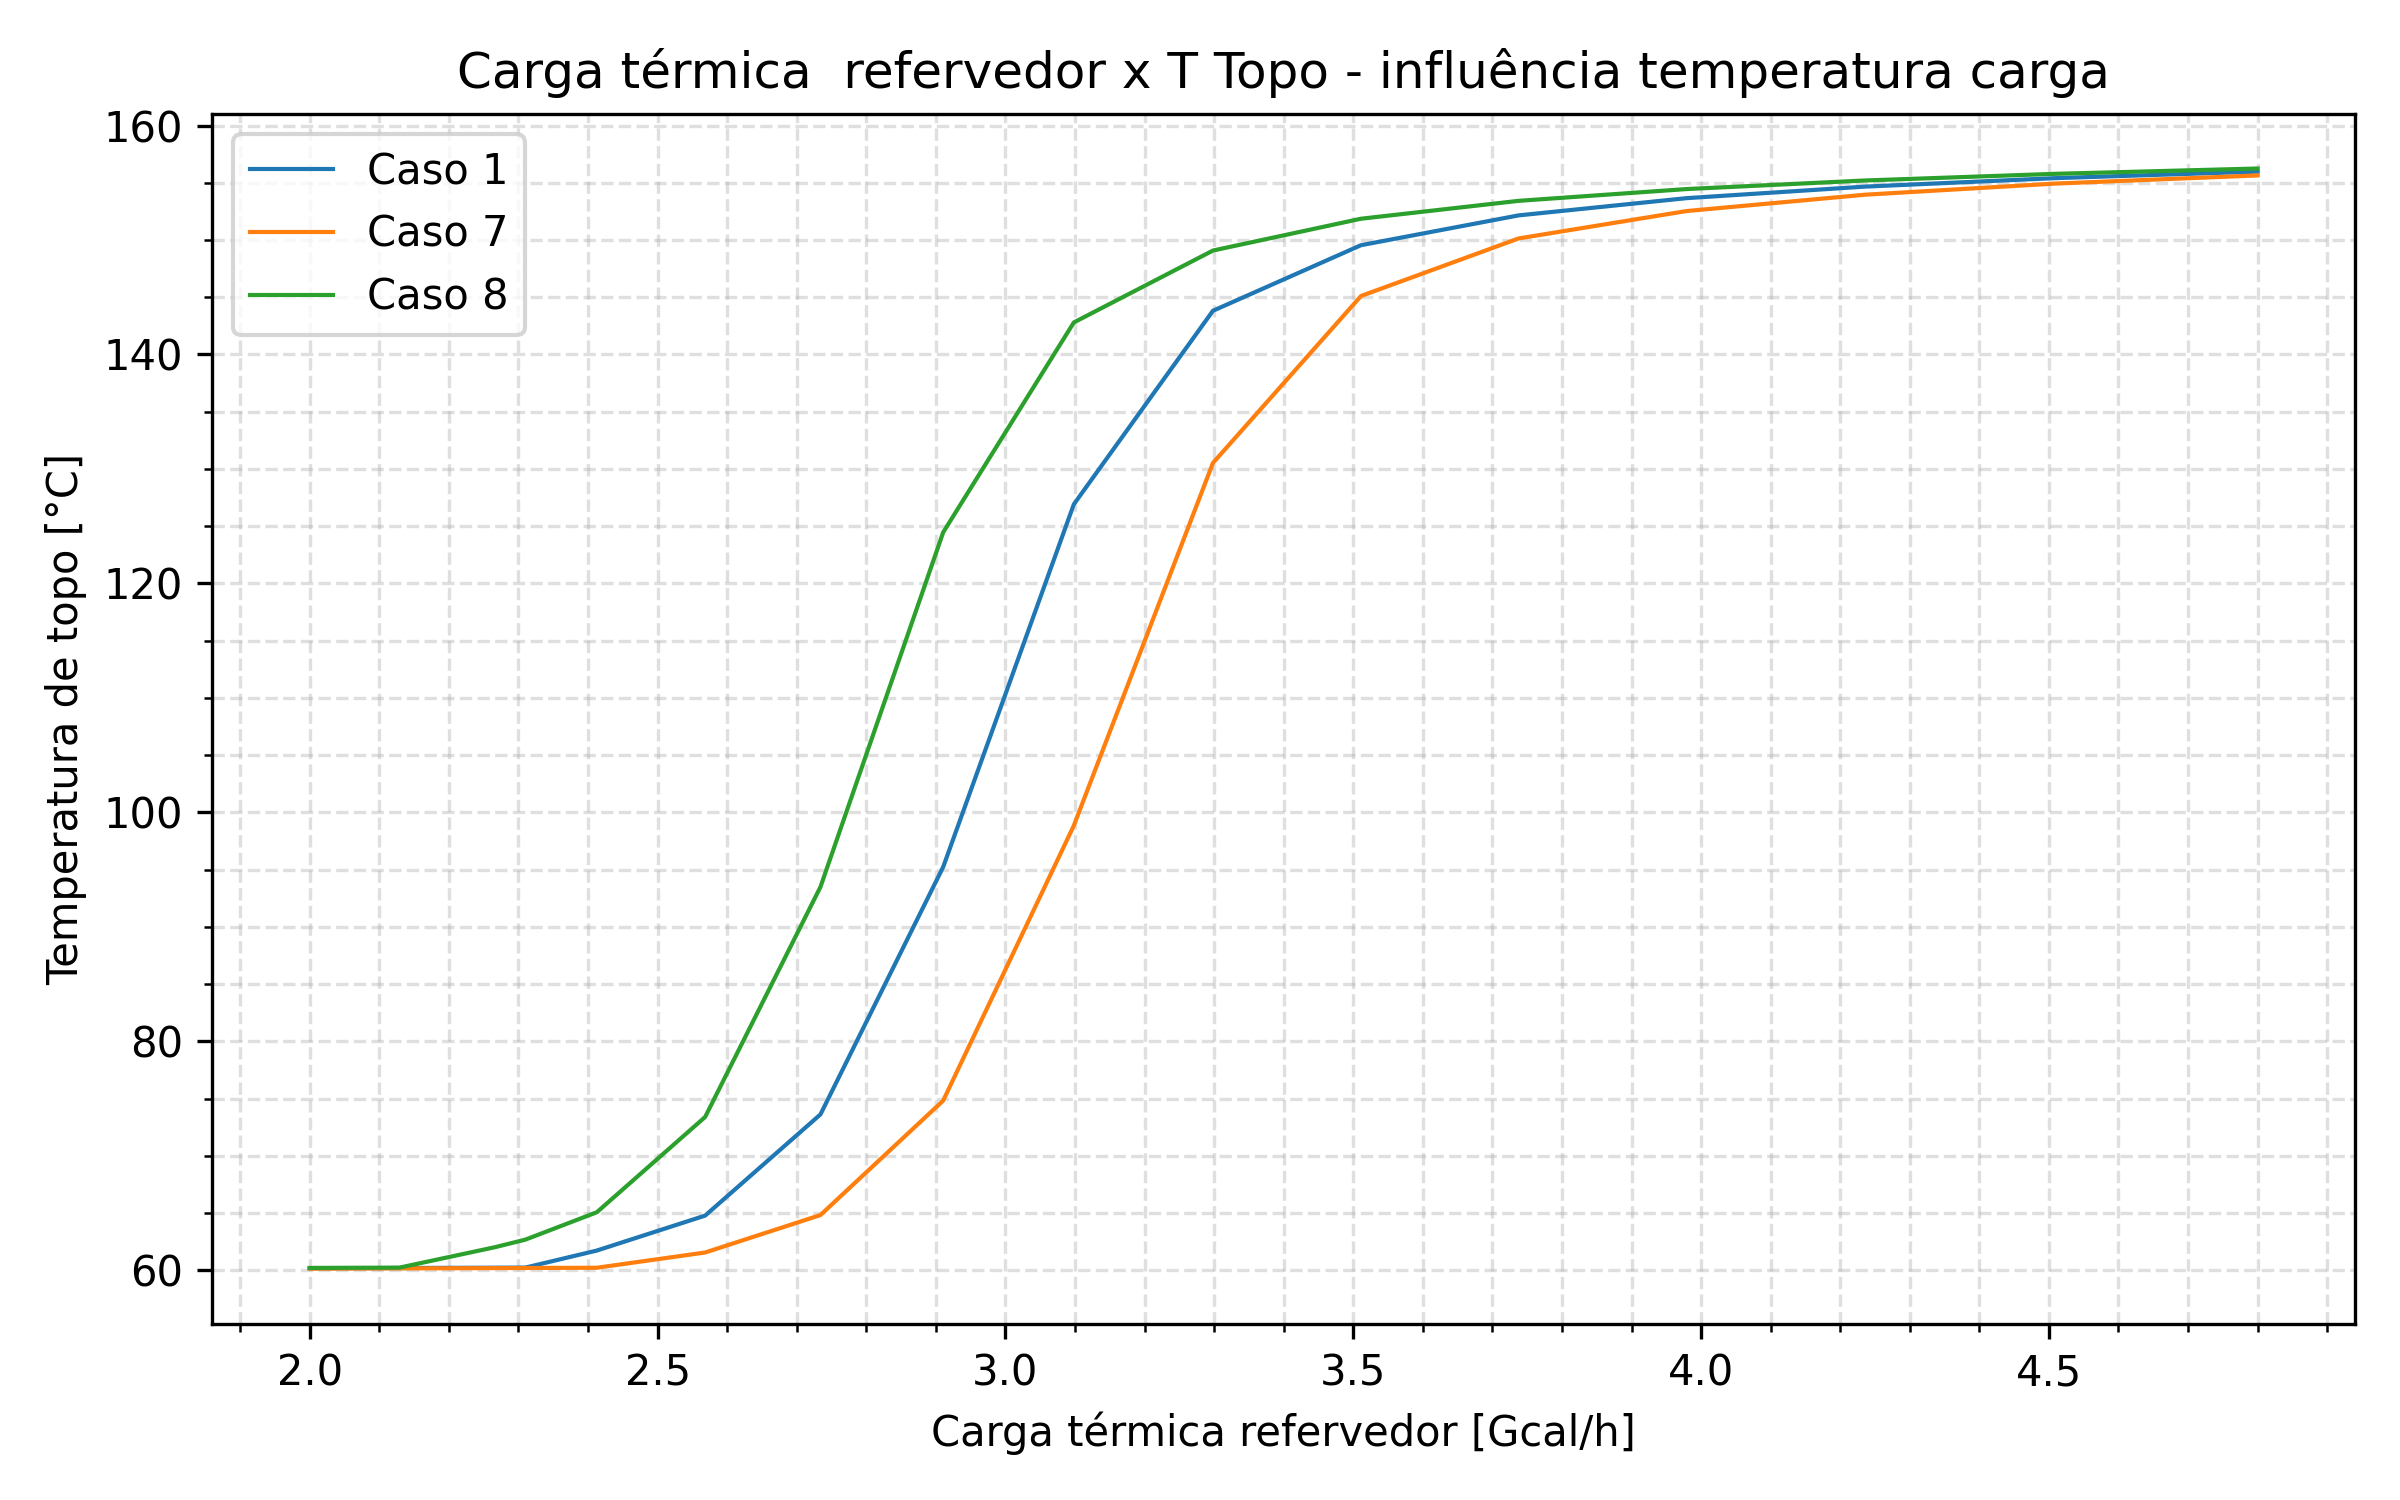 Carga térmica  refervedor x T Topo - influência temperatura carga
160
140
120
100
80
60
Temperatura de topo [°C]
Caso 1
Caso 7
Caso 8
2.0 2.5 3.0 3.5 4.0 4.5
Carga térmica refervedor [Gcal/h]